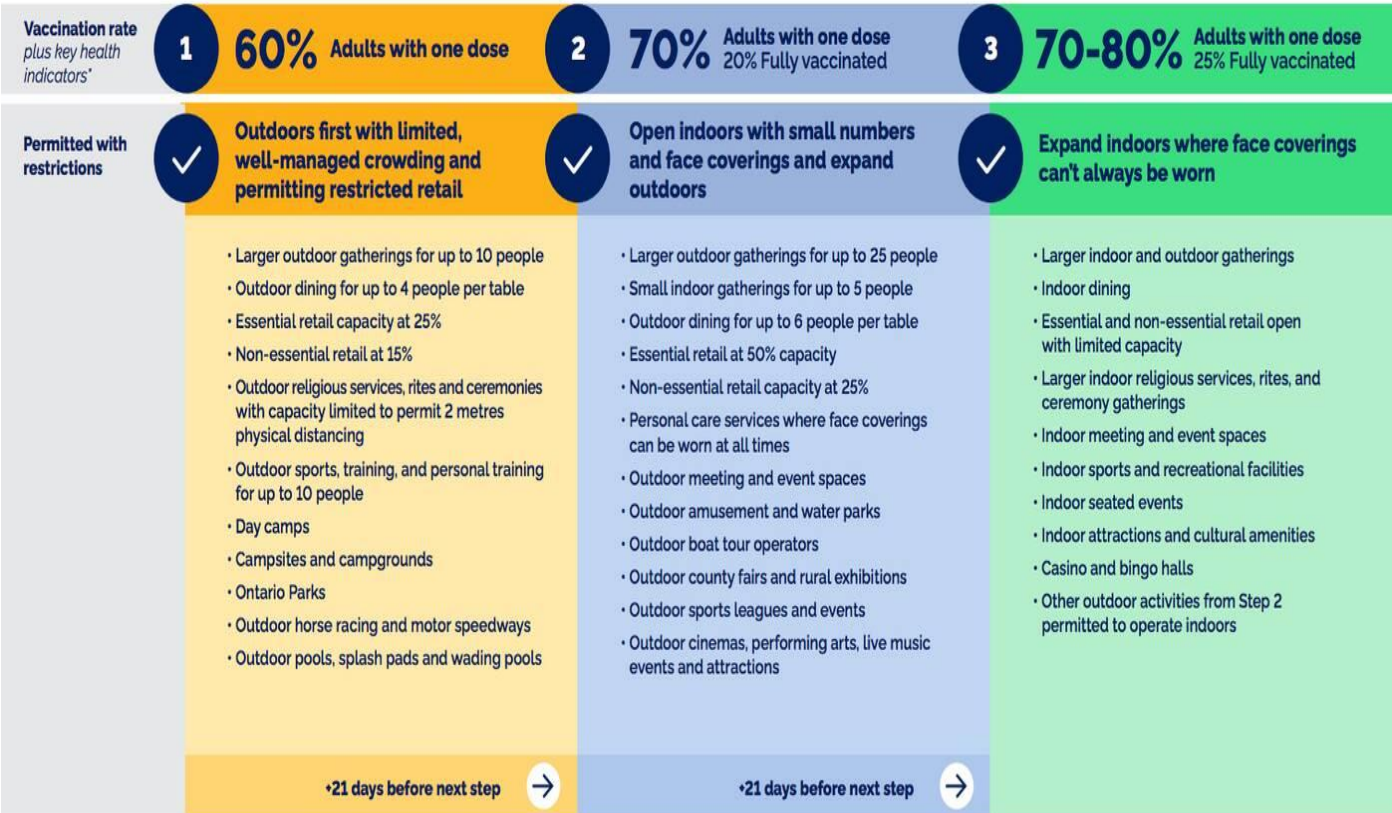 Vaccination rate
plus key health
indicators*
1
60% Adults with one dose
2
70% Adults with one dose
20% Fully vaccinated
3
70-80% Adults with one dose
25% Fully vaccinated
Permitted with
restrictions
Outdoors first with limited,
well-managed crowding and
permitting restricted retail
• Larger outdoor gatherings for up to 10 people
• Outdoor dining for up to 4 people per table
• Essential retail capacity at 25%
• Non-essential retail at 15%
• Outdoor religious services, rites and ceremonies
with capacity limited to permit 2 metres
physical distancing
• Outdoor sports, training, and personal training
for up to 10 people
• Day camps
• Campsites and campgrounds
• Ontario Parks
• Outdoor horse racing and motor speedways
• Outdoor pools, splash pads and wading pools
+21 days before next step
Open indoors with small numbers
and face coverings and expand
outdoors
• Larger outdoor gatherings for up to 25 people
• Small indoor gatherings for up to 5 people
• Outdoor dining for up to 6 people per table
• Essential retail at 50% capacity
• Non-essential retail capacity at 25%
• Personal care services where face coverings
can be worn at all times
• Outdoor meeting and event spaces
• Outdoor amusement and water parks
• Outdoor boat tour operators
• Outdoor county fairs and rural exhibitions
• Outdoor sports leagues and events
• Outdoor cinemas, performing arts, live music
events and attractions
+21 days before next step
Expand indoors where face coverings
can't always be worn
• Larger indoor and outdoor gatherings
• Indoor dining
• Essential and non-essential retail open
with limited capacity
• Larger indoor religious services, rites, and
ceremony gatherings
• Indoor meeting and event spaces
• Indoor sports and recreational facilities
• Indoor seated events
• Indoor attractions and cultural amenities
• Casino and bingo halls
• Other outdoor activities from Step 2
permitted to operate indoors